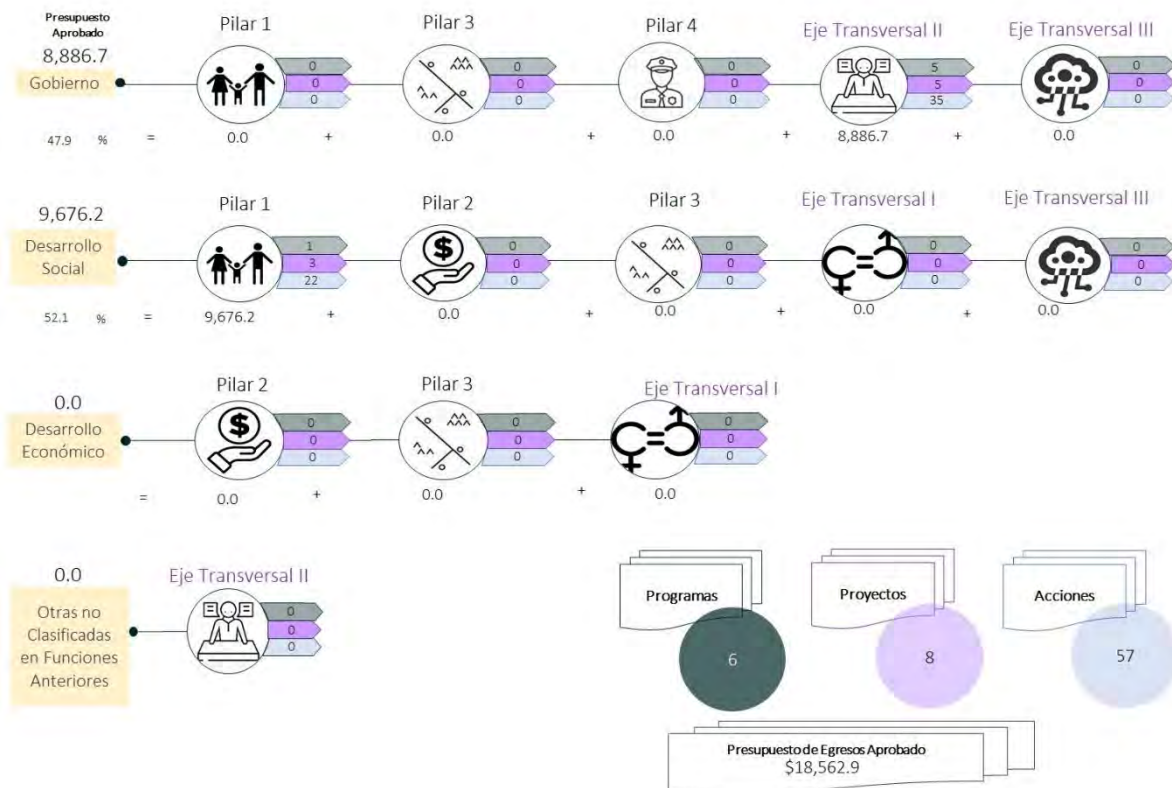 Presupuesto
Aprobado
8,886.7
Gobierno
Pilar 1
Pilar 3
Pilar 4
Eje Transversal II
Eje Transversal III
0
0
0
0
0
0
0
0
0
5
5
35
0
0
0
47.9 % = 0.0 + 0.0 + 0.0 + 8,886.7 + 0.0
9,676.2
Desarrollo
Social
Pilar 1
Pilar 2
Pilar 3
Eje Transversal I
Eje Transversal III
1
3
22
0
0
0
0
0
0
0
0
0
0
0
0
52.1 % = 9,676.2 + 0.0 + 0.0 + 0.0 + 0.0
0.0
Desarrollo
Económico
Pilar 2
Pilar 3
Eje Transversal I
0
0
0
0
0
0
0
0
0
= 0.0 + 0.0 + 0.0
0.0
Otras no
Clasificadas
en Funciones
Anteriores
Eje Transversal II
0
0
0
Programas
6
Proyectos
8
Acciones
57
Presupuesto de Egresos Aprobado
$18,562.9